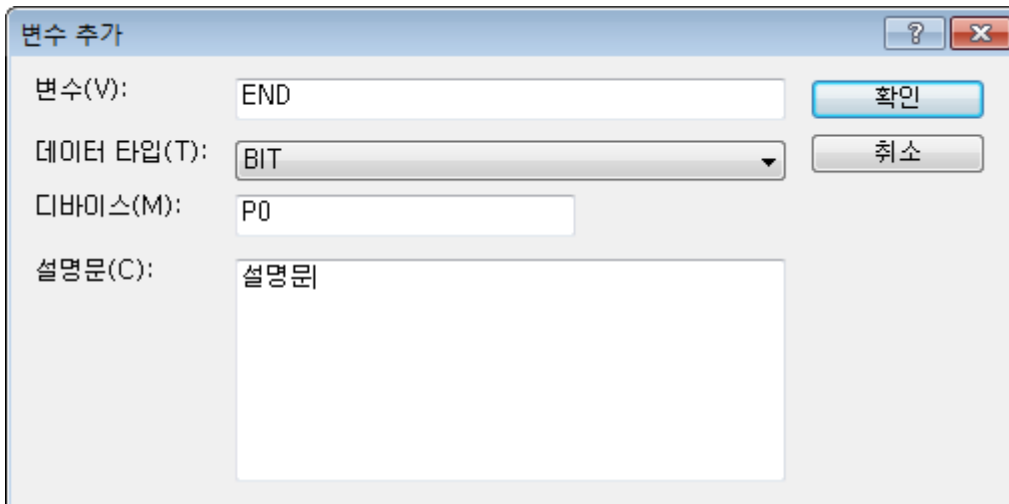 변수 추가
변수(V): END 확인
데이터 타입(T): BIT 취소
디바이스(M): P0
설명문(C): 설명문